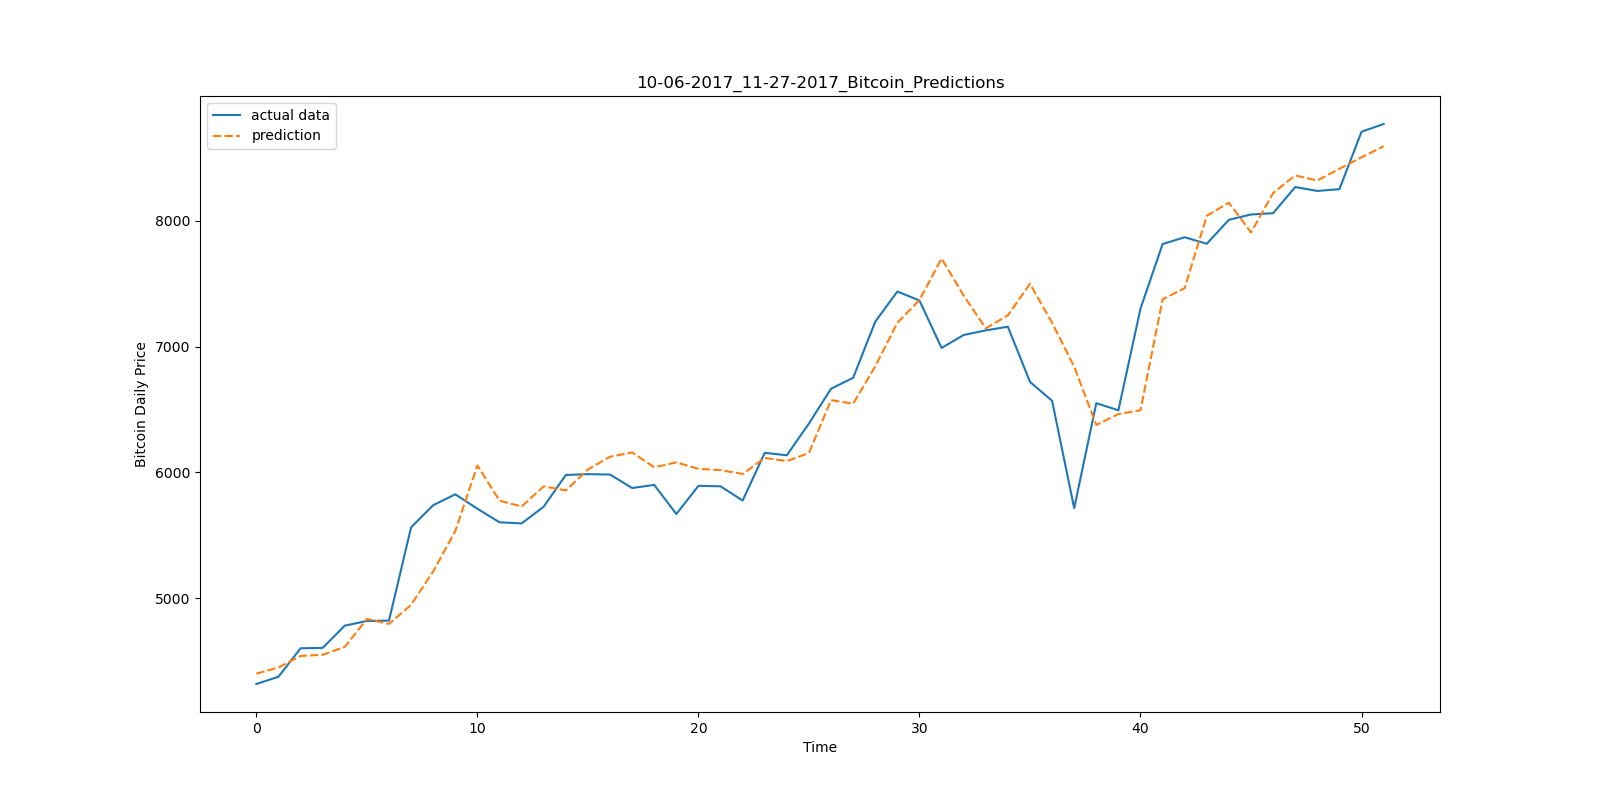 10-06-2017_11-27-2017_Bitcoin_Predictions
actual data
prediction
Bitcoin Daily Price
8000
7000
6000
5000
0 10 20 30 40 50
Time